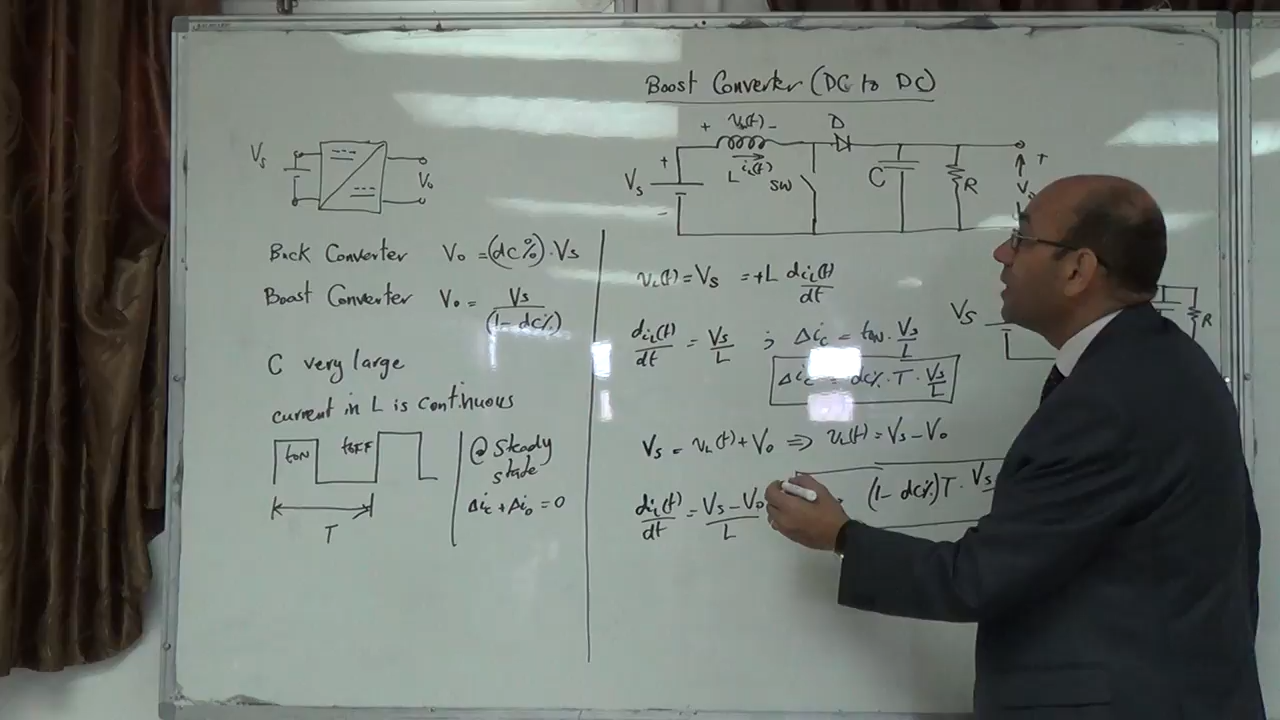 Boost Converter (DC to DC)
Vs
Vo
+ vL(t) -
D
+
Vs
-
L iL(t)
SW
C
R
+
V
Buck Converter Vo = (dc%) · Vs
Boost Converter Vo = Vs / (1 - dc%)
C very large
current in L is continuous
tON tOFF
T
@ Steady
state
Δic + Δio = 0
vL(t) = Vs = +L diL(t)/dt
diL(t)/dt = Vs/L ; Δic = tON · Vs/L
Δic = dc% · T · Vs/L
Vs = vL(t) + Vo ⇒ vL(t) = Vs - Vo
diL(t)/dt = Vs - Vo / L
(1 - dc%) T · Vs
Vs
R